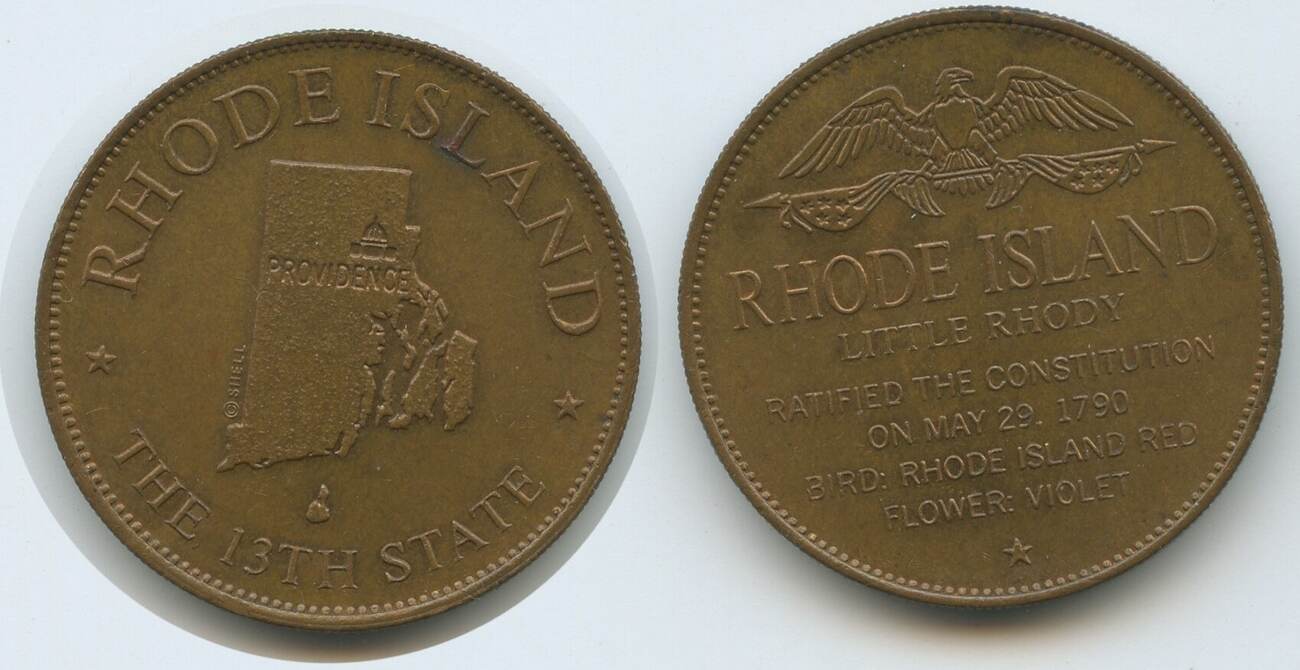 RHODE ISLAND
PROVIDENCE
© SHELL
THE 13TH STATE
RHODE ISLAND
LITTLE RHODY
RATIFIED THE CONSTITUTION
ON MAY 29, 1790
BIRD: RHODE ISLAND RED
FLOWER: VIOLET